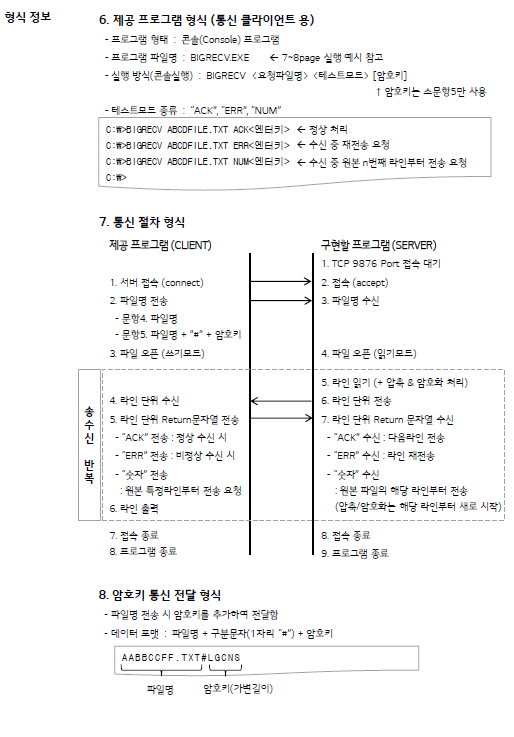 형식 정보
6. 제공 프로그램 형식 (통신 클라이언트 용)
- 프로그램 형태 : 콘솔(Console) 프로그램
- 프로그램 파일명 : BIGRECV.EXE ← 7~8page 실행 예시 참고
- 실행 방식(콘솔실행) : BIGRECV <요청파일명> <테스트모드> [암호키]
↑ 암호키는 소문항5만 사용
- 테스트모드 종류 : "ACK", "ERR", "NUM"
C:\>BIGRECV ABCDFILE.TXT ACK<엔터키> ← 정상 처리
C:\>BIGRECV ABCDFILE.TXT ERR<엔터키> ← 수신 중 재전송 요청
C:\>BIGRECV ABCDFILE.TXT NUM<엔터키> ← 수신 중 원본 n번째 라인부터 전송 요청
C:\>
7. 통신 절차 형식
제공 프로그램 (CLIENT)
1. 서버 접속 (connect)
2. 파일명 전송
- 문항4. 파일명
- 문항5. 파일명 + "#" + 암호키
3. 파일 오픈 (쓰기모드)
송수신 반복
4. 라인 단위 수신
5. 라인 단위 Return문자열 전송
- "ACK" 전송 : 정상 수신 시
- "ERR" 전송 : 비정상 수신 시
- "숫자" 전송
: 원본 특정라인부터 전송 요청
6. 라인 출력
7. 접속 종료
8. 프로그램 종료
구현할 프로그램 (SERVER)
1. TCP 9876 Port 접속 대기
2. 접속 (accept)
3. 파일명 수신
4. 파일 오픈 (읽기모드)
5. 라인 읽기 (+ 압축 & 암호화 처리)
6. 라인 단위 전송
7. 라인 단위 Return 문자열 수신
- "ACK" 수신 : 다음라인 전송
- "ERR" 수신 : 라인 재전송
- "숫자" 수신
: 원본 파일의 해당 라인부터 전송
(압축/암호화는 해당 라인부터 새로 시작)
8. 접속 종료
9. 프로그램 종료
8. 암호키 통신 전달 형식
- 파일명 전송 시 암호키를 추가하여 전달함
- 데이터 포맷 : 파일명 + 구분문자(1자리 "#") + 암호키
AABBCCFF.TXT#LGCNS
파일명 암호키(가변길이)